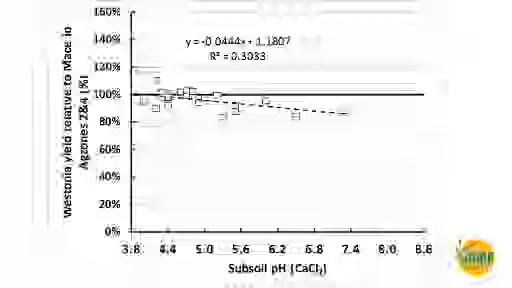 160%
140%
120%
100%
80%
60%
40%
20%
0%
Westonia yield relative to Mace in
Agzones 2&4 (%)
y = -0.0444x + 1.1807
R² = 0.3033
3.8 4.4 5.0 5.6 6.2 6.8 7.4 8.0 8.6
Subsoil pH (CaCl₂)